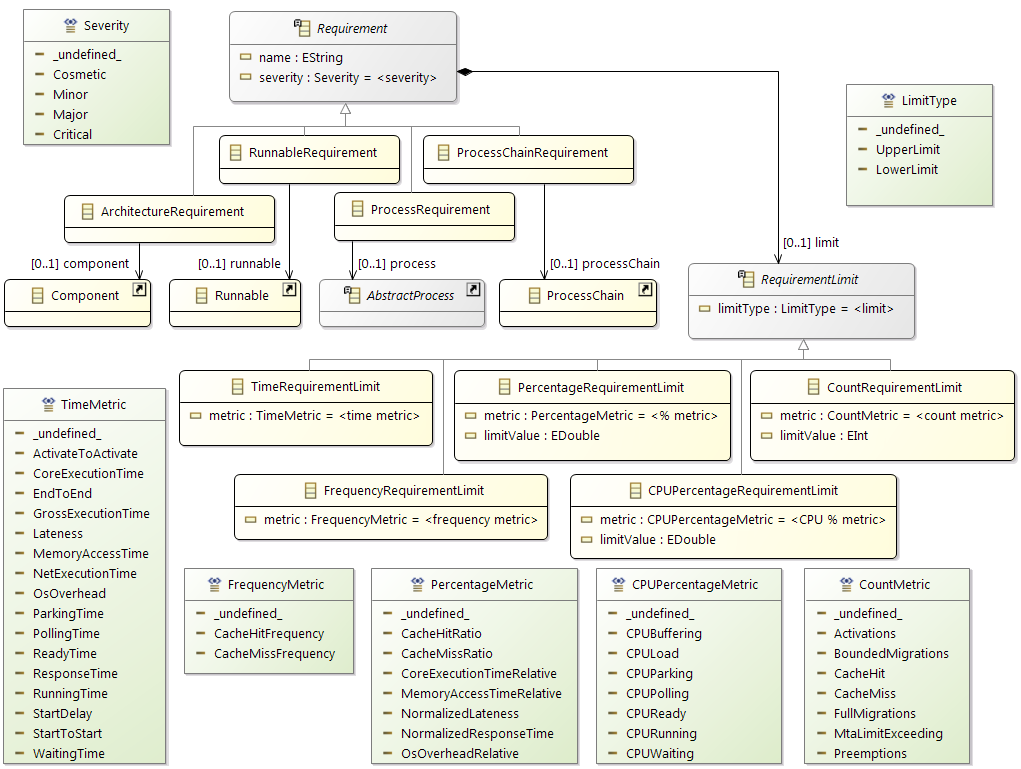 Severity
_undefined_
Cosmetic
Minor
Major
Critical
Requirement
name : EString
severity : Severity = <severity>
LimitType
_undefined_
UpperLimit
LowerLimit
RunnableRequirement
ProcessChainRequirement
ArchitectureRequirement
ProcessRequirement
[0..1] limit
[0..1] component
[0..1] runnable
[0..1] process
[0..1] processChain
Component
Runnable
AbstractProcess
ProcessChain
RequirementLimit
limitType : LimitType = <limit>
TimeRequirementLimit
metric : TimeMetric = <time metric>
PercentageRequirementLimit
metric : PercentageMetric = <% metric>
limitValue : EDouble
CountRequirementLimit
metric : CountMetric = <count metric>
limitValue : EInt
TimeMetric
_undefined_
ActivateToActivate
CoreExecutionTime
EndToEnd
GrossExecutionTime
Lateness
MemoryAccessTime
NetExecutionTime
OsOverhead
ParkingTime
PollingTime
ReadyTime
ResponseTime
RunningTime
StartDelay
StartToStart
WaitingTime
FrequencyRequirementLimit
metric : FrequencyMetric = <frequency metric>
CPUPercentageRequirementLimit
metric : CPUPercentageMetric = <CPU % metric>
limitValue : EDouble
FrequencyMetric
_undefined_
CacheHitFrequency
CacheMissFrequency
PercentageMetric
_undefined_
CacheHitRatio
CacheMissRatio
CoreExecutionTimeRelative
MemoryAccessTimeRelative
NormalizedLateness
NormalizedResponseTime
OsOverheadRelative
CPUPercentageMetric
_undefined_
CPUBuffering
CPULoad
CPUParking
CPUPolling
CPUReady
CPURunning
CPUWaiting
CountMetric
_undefined_
Activations
BoundedMigrations
CacheHit
CacheMiss
FullMigrations
MtaLimitExceeding
Preemptions